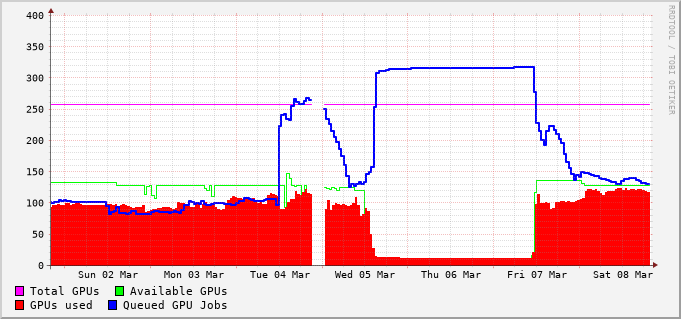 400
350
300
250
200
150
100
50
0
Sun 02 Mar Mon 03 Mar Tue 04 Mar Wed 05 Mar Thu 06 Mar Fri 07 Mar Sat 08 Mar
Total GPUs Available GPUs
GPUs used Queued GPU Jobs
RRDTOOL / TOBI OETIKER